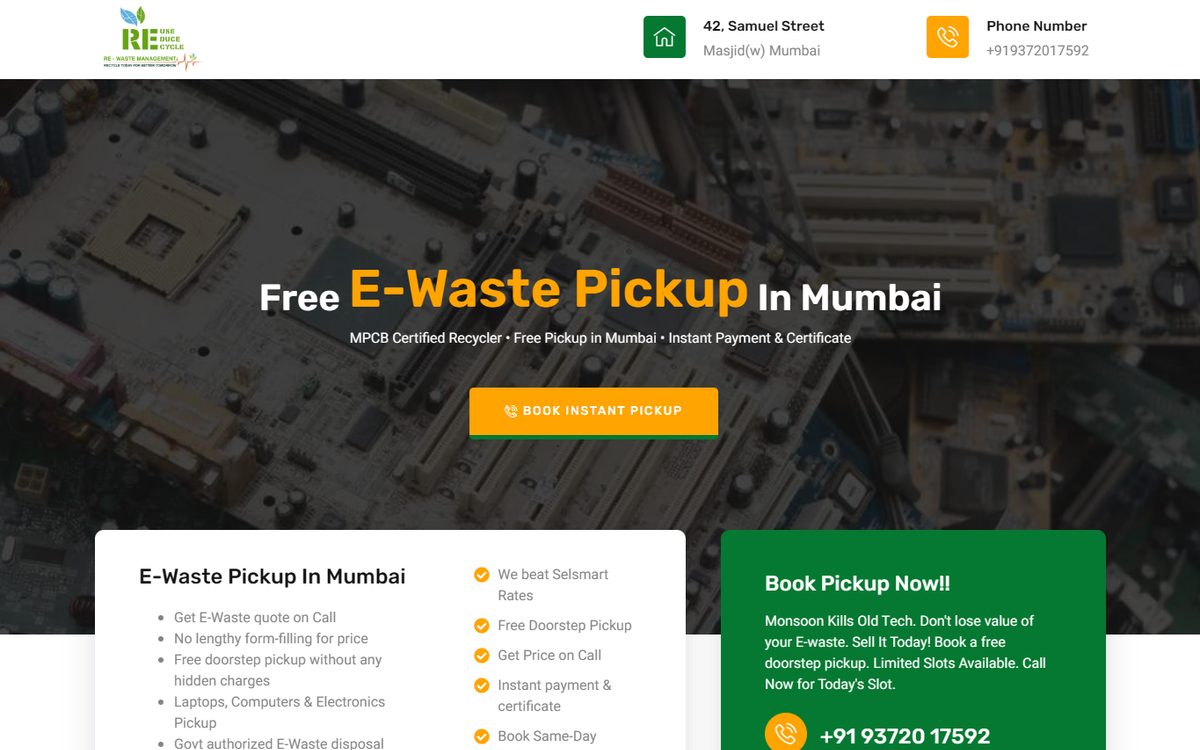 RE USE
DUCE
CYCLE
RE - WASTE MANAGEMENT
RECYCLE TODAY FOR BETTER TOMORROW
42, Samuel Street
Masjid(w) Mumbai
Phone Number
+919372017592
Free E-Waste Pickup In Mumbai
MPCB Certified Recycler • Free Pickup in Mumbai • Instant Payment & Certificate
BOOK INSTANT PICKUP
E-Waste Pickup In Mumbai
Get E-Waste quote on Call
No lengthy form-filling for price
Free doorstep pickup without any
hidden charges
Laptops, Computers & Electronics
Pickup
Govt authorized E-Waste disposal
We beat Selsmart
Rates
Free Doorstep Pickup
Get Price on Call
Instant payment &
certificate
Book Same-Day
Book Pickup Now!!
Monsoon Kills Old Tech. Don't lose value of
your E-waste. Sell It Today! Book a free
doorstep pickup. Limited Slots Available. Call
Now for Today's Slot.
+91 93720 17592